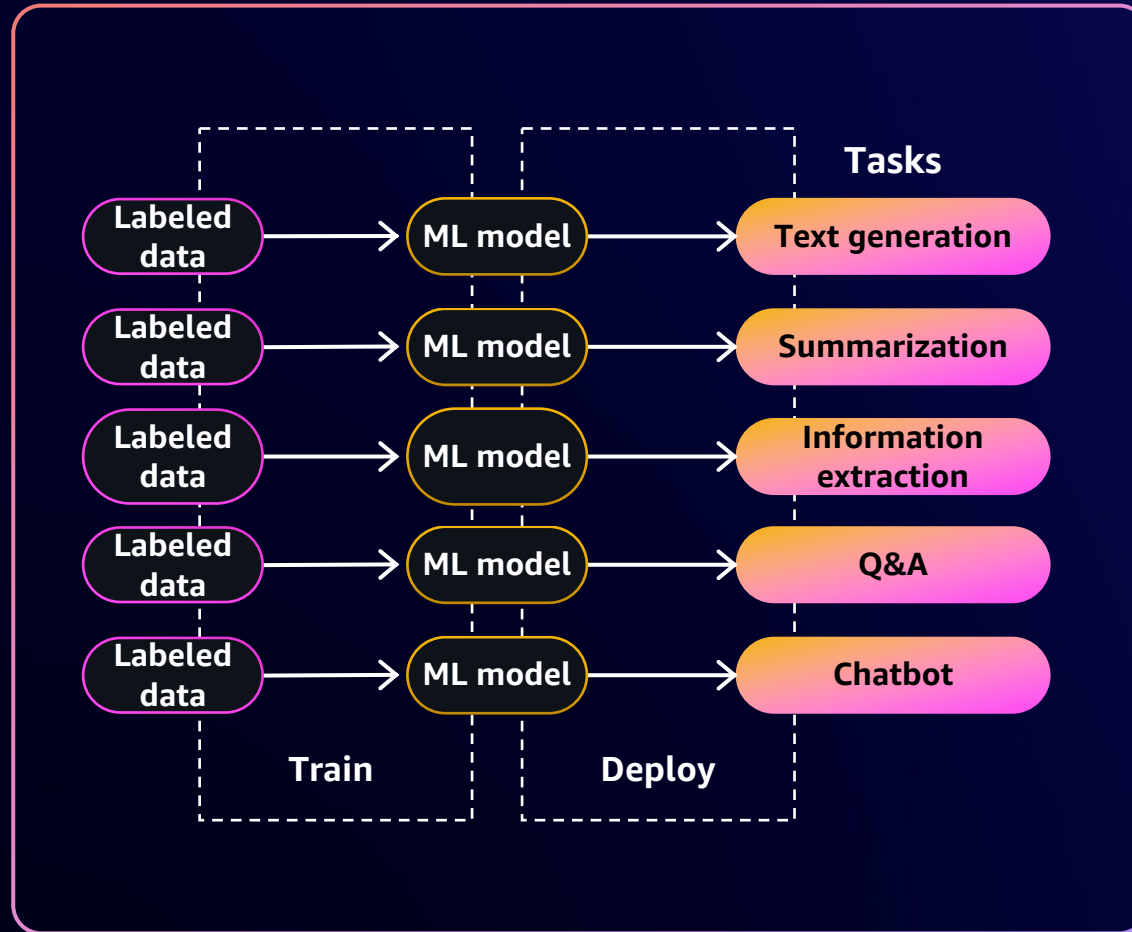 Tasks
Labeled
data
ML model
Text generation
Labeled
data
ML model
Summarization
Labeled
data
ML model
Information
extraction
Labeled
data
ML model
Q&A
Labeled
data
ML model
Chatbot
Train
Deploy